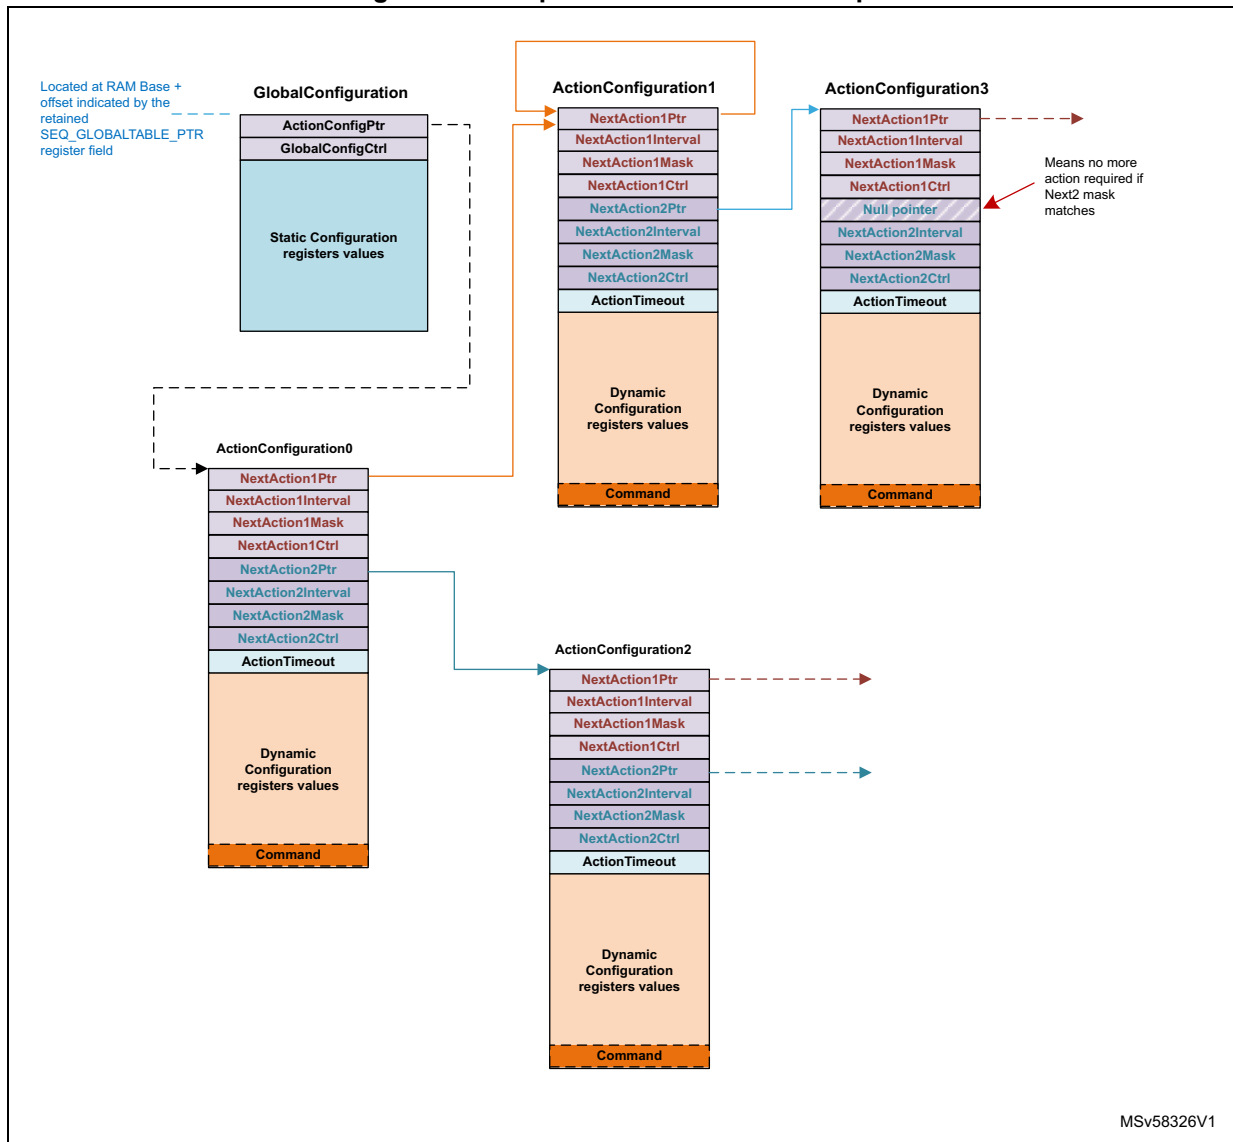 Located at RAM Base +
offset indicated by the
retained
SEQ_GLOBALTABLE_PTR
register field
GlobalConfiguration
ActionConfigPtr
GlobalConfigCtrl
Static Configuration
registers values
ActionConfiguration1
NextAction1Ptr
NextAction1Interval
NextAction1Mask
NextAction1Ctrl
NextAction2Ptr
NextAction2Interval
NextAction2Mask
NextAction2Ctrl
ActionTimeout
Dynamic
Configuration
registers values
Command
ActionConfiguration3
NextAction1Ptr
NextAction1Interval
NextAction1Mask
NextAction1Ctrl
Null pointer
NextAction2Interval
NextAction2Mask
NextAction2Ctrl
ActionTimeout
Dynamic
Configuration
registers values
Command
Means no more
action required if
Next2 mask
matches
ActionConfiguration0
NextAction1Ptr
NextAction1Interval
NextAction1Mask
NextAction1Ctrl
NextAction2Ptr
NextAction2Interval
NextAction2Mask
NextAction2Ctrl
ActionTimeout
Dynamic
Configuration
registers values
Command
ActionConfiguration2
NextAction1Ptr
NextAction1Interval
NextAction1Mask
NextAction1Ctrl
NextAction2Ptr
NextAction2Interval
NextAction2Mask
NextAction2Ctrl
ActionTimeout
Dynamic
Configuration
registers values
Command
MSv58326V1